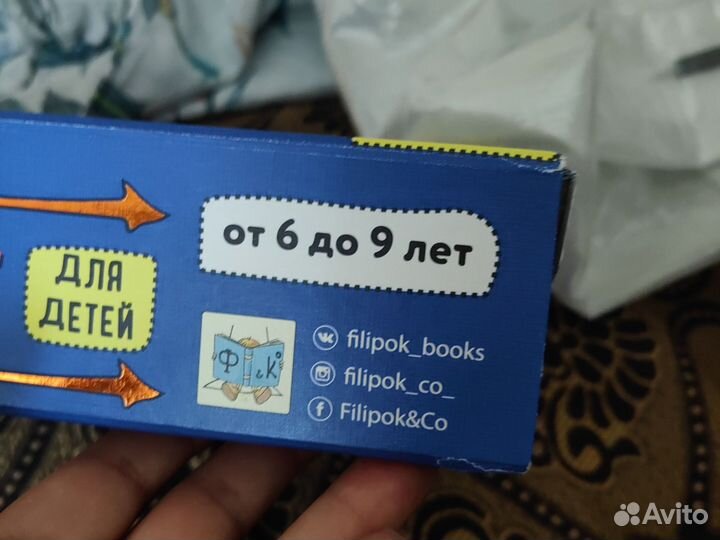 от 6 до 9 лет
ДЛЯ
ДЕТЕЙ
Ф и К°
filipok_books
filipok_co_
Filipok&Co
Avito